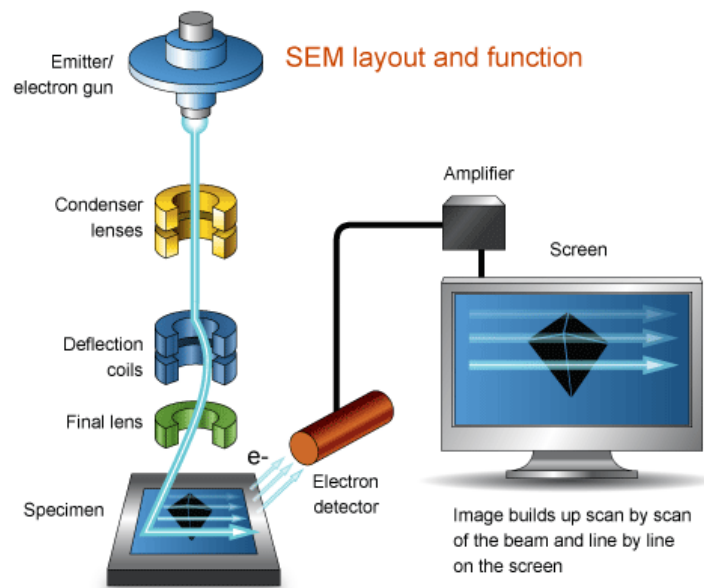 SEM layout and function
Emitter/
electron gun
Condenser
lenses
Amplifier
Screen
Deflection
coils
Final lens
e-
Electron
detector
Specimen
Image builds up scan by scan
of the beam and line by line
on the screen